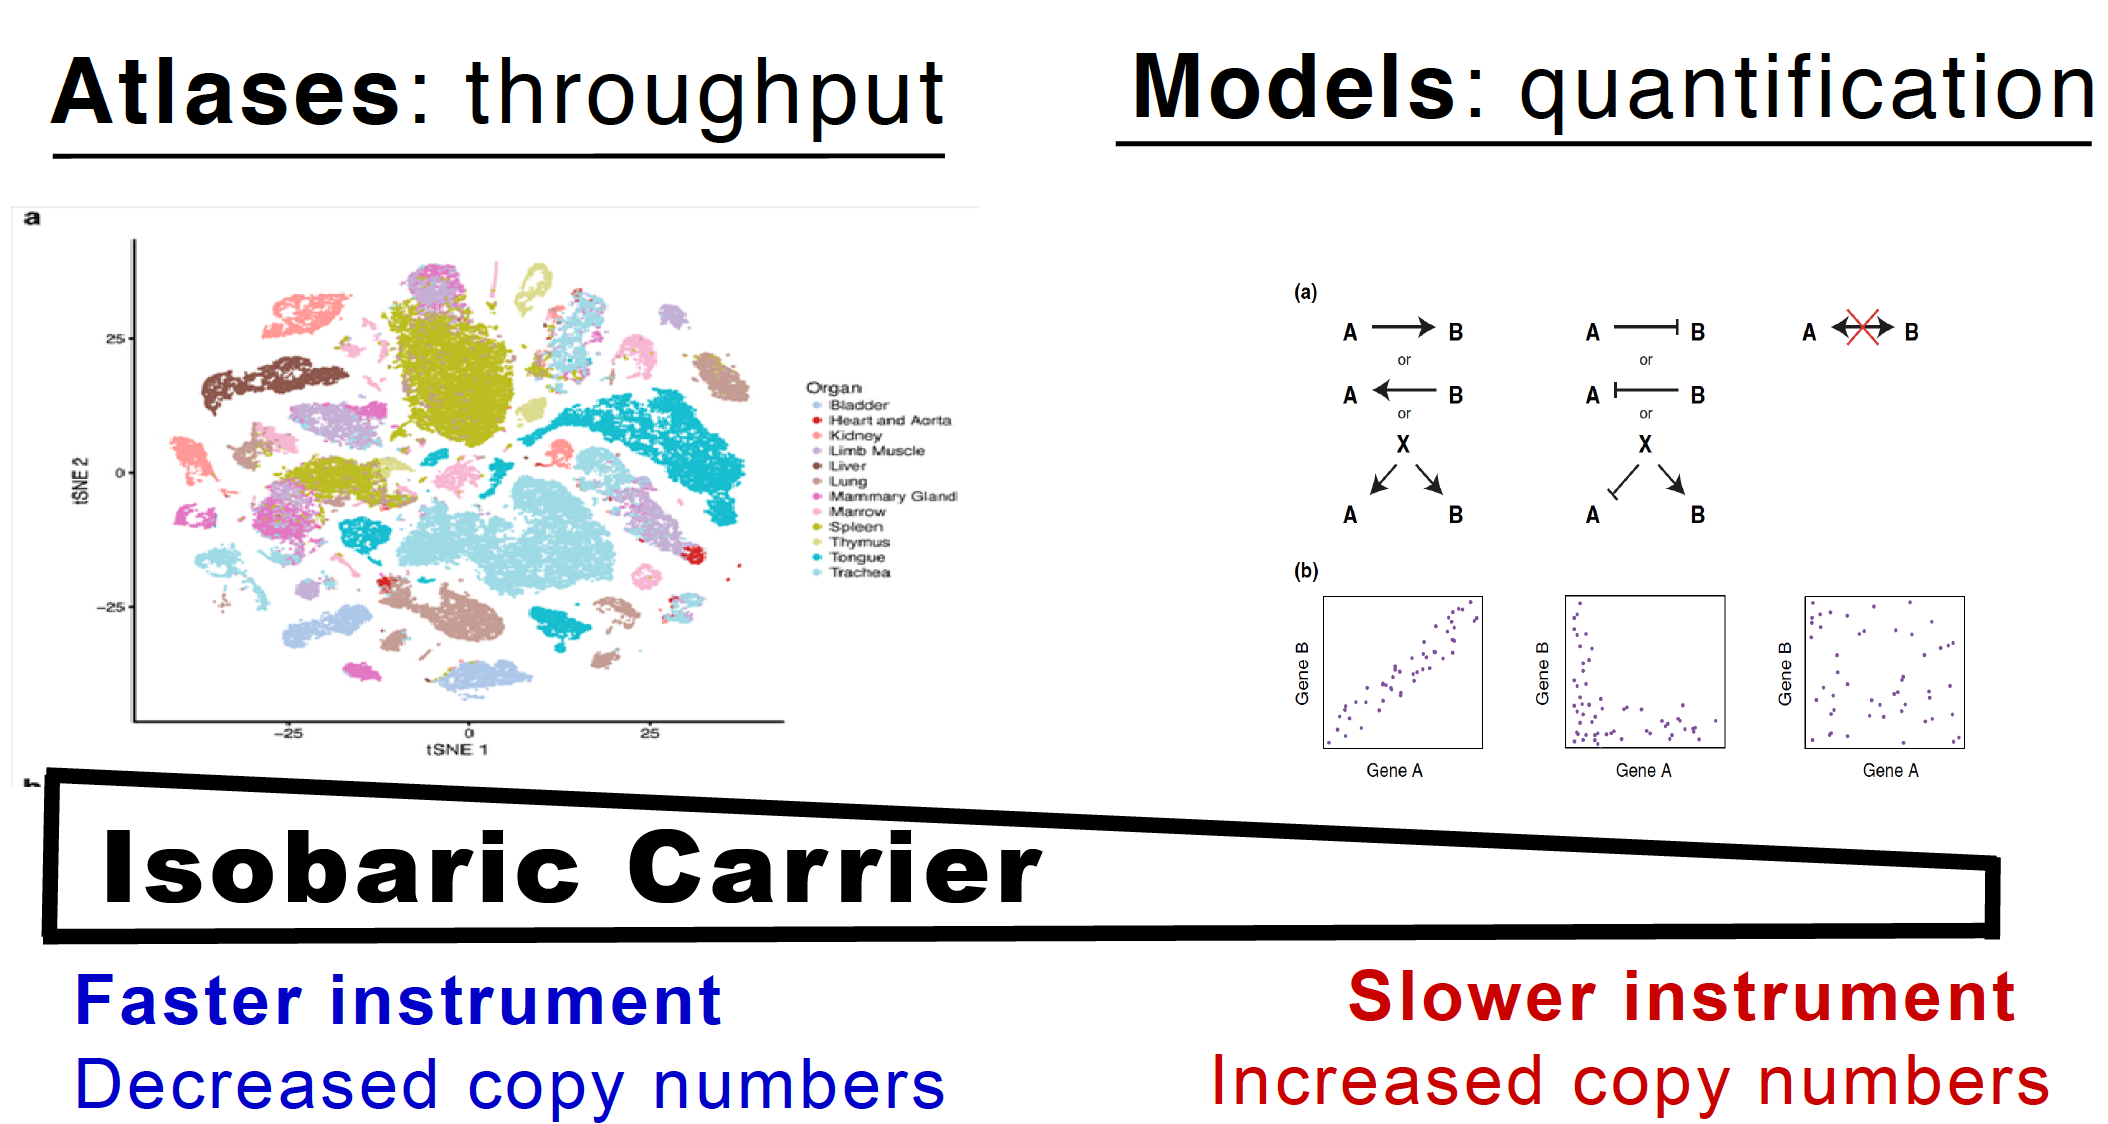 Atlases: throughput
Models: quantification
a
25
0
−25
tSNE 2
−25
0
25
tSNE 1
Organ
Bladder
Heart and Aorta
Kidney
Limb Muscle
Liver
Lung
Mammary Gland
Marrow
Spleen
Thymus
Tongue
Trachea
(a)
A B
or
A B
or
X
A B
A B
or
A B
or
X
A B
A B
(b)
Gene B
Gene A
Gene B
Gene A
Gene B
Gene A
Isobaric Carrier
Faster instrument
Decreased copy numbers
Slower instrument
Increased copy numbers